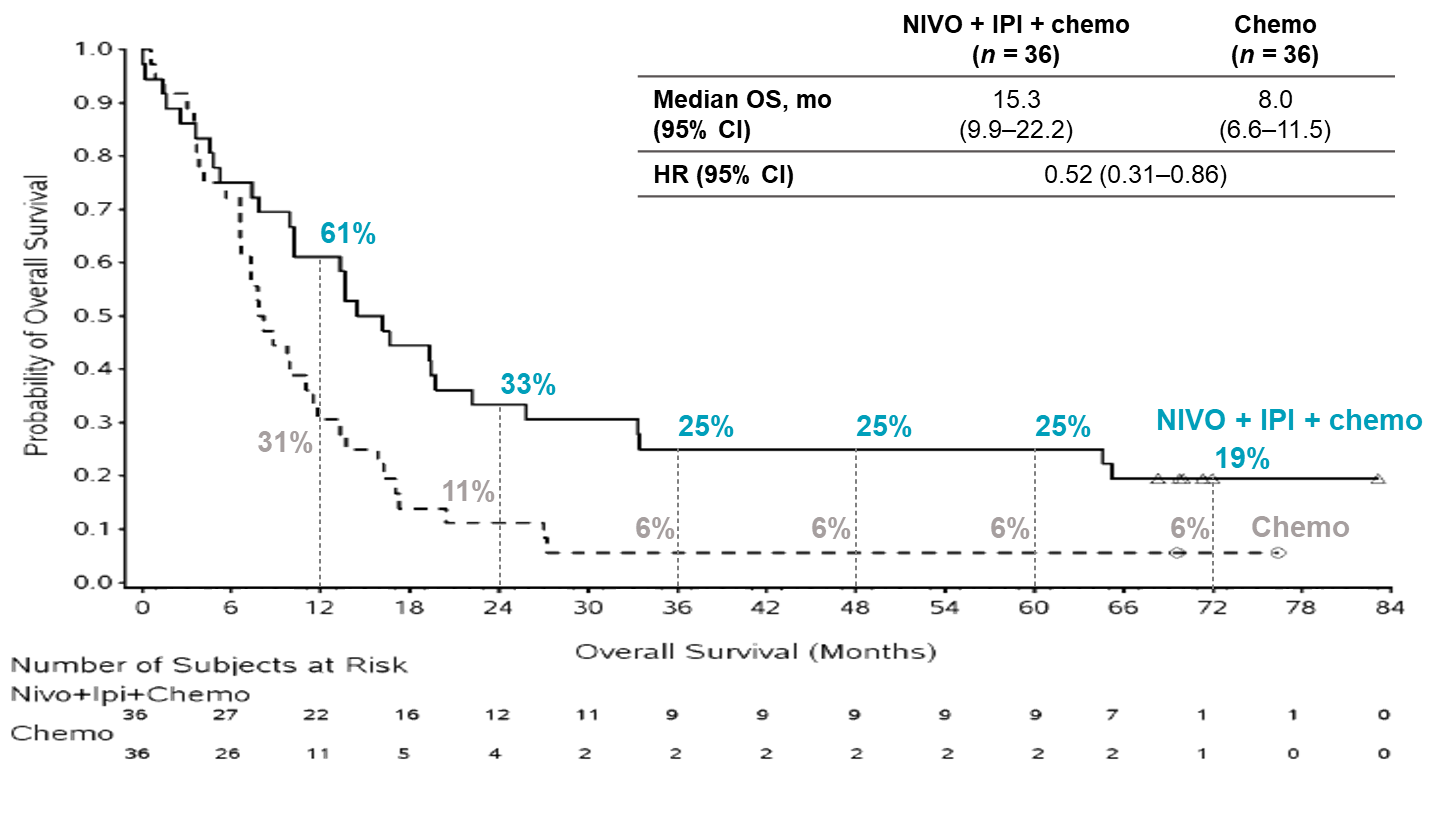 NIVO + IPI + chemo Chemo
(n = 36) (n = 36)
Median OS, mo 15.3 8.0
(95% CI) (9.9–22.2) (6.6–11.5)
HR (95% CI) 0.52 (0.31–0.86)
Probability of Overall Survival
1.0
0.9
0.8
0.7
0.6
0.5
0.4
0.3
0.2
0.1
0.0
61%
33%
25% 25% 25%
NIVO + IPI + chemo
19%
31%
11%
6% 6% 6% 6% Chemo
0 6 12 18 24 30 36 42 48 54 60 66 72 78 84
Overall Survival (Months)
Number of Subjects at Risk
Nivo+Ipi+Chemo
36 27 22 16 12 11 9 9 9 9 9 7 1 1 0
Chemo
36 26 11 5 4 2 2 2 2 2 2 2 1 0 0